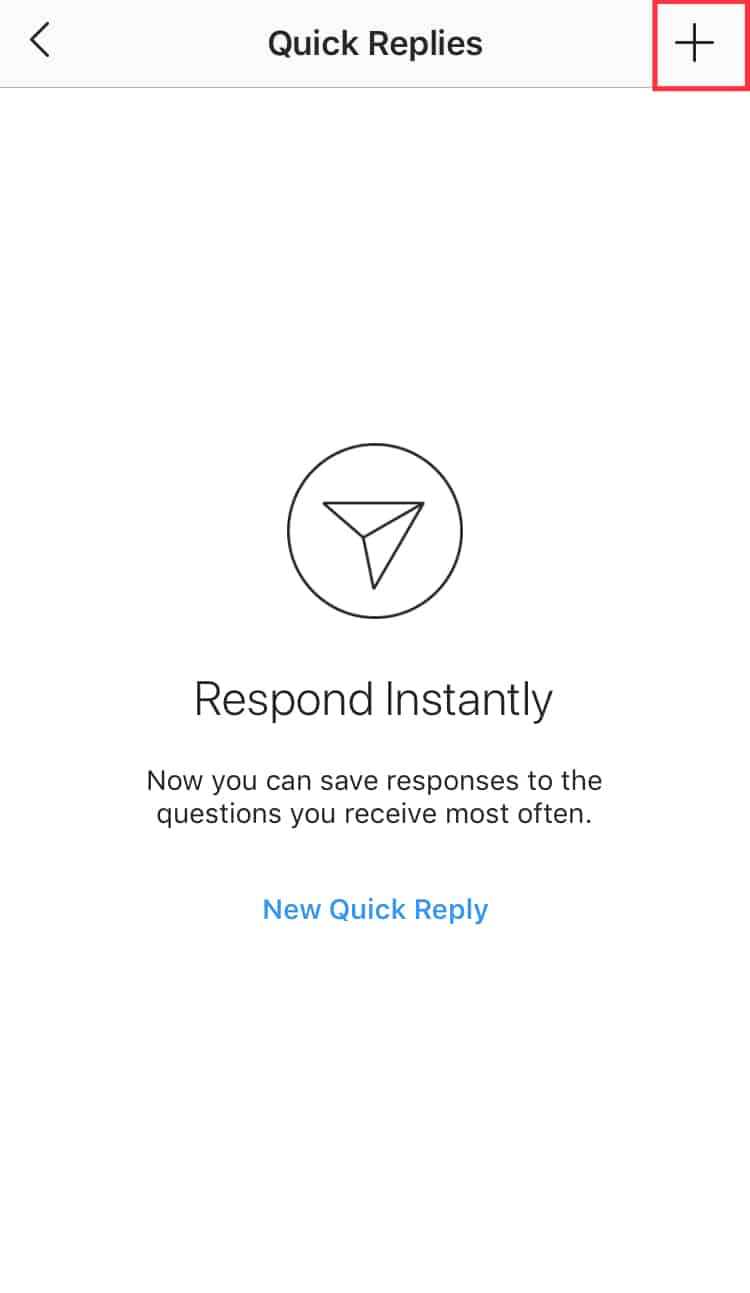 Quick Replies
Respond Instantly
Now you can save responses to the
questions you receive most often.
New Quick Reply